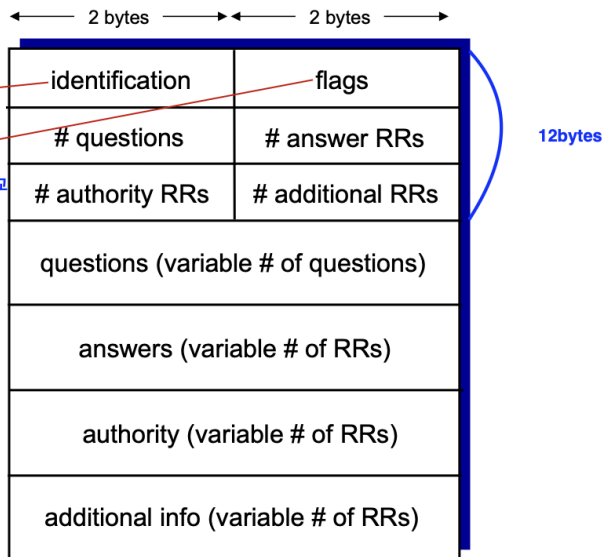 2 bytes 2 bytes
identification flags
# questions # answer RRs
12bytes
# authority RRs # additional RRs
questions (variable # of questions)
answers (variable # of RRs)
authority (variable # of RRs)
additional info (variable # of RRs)